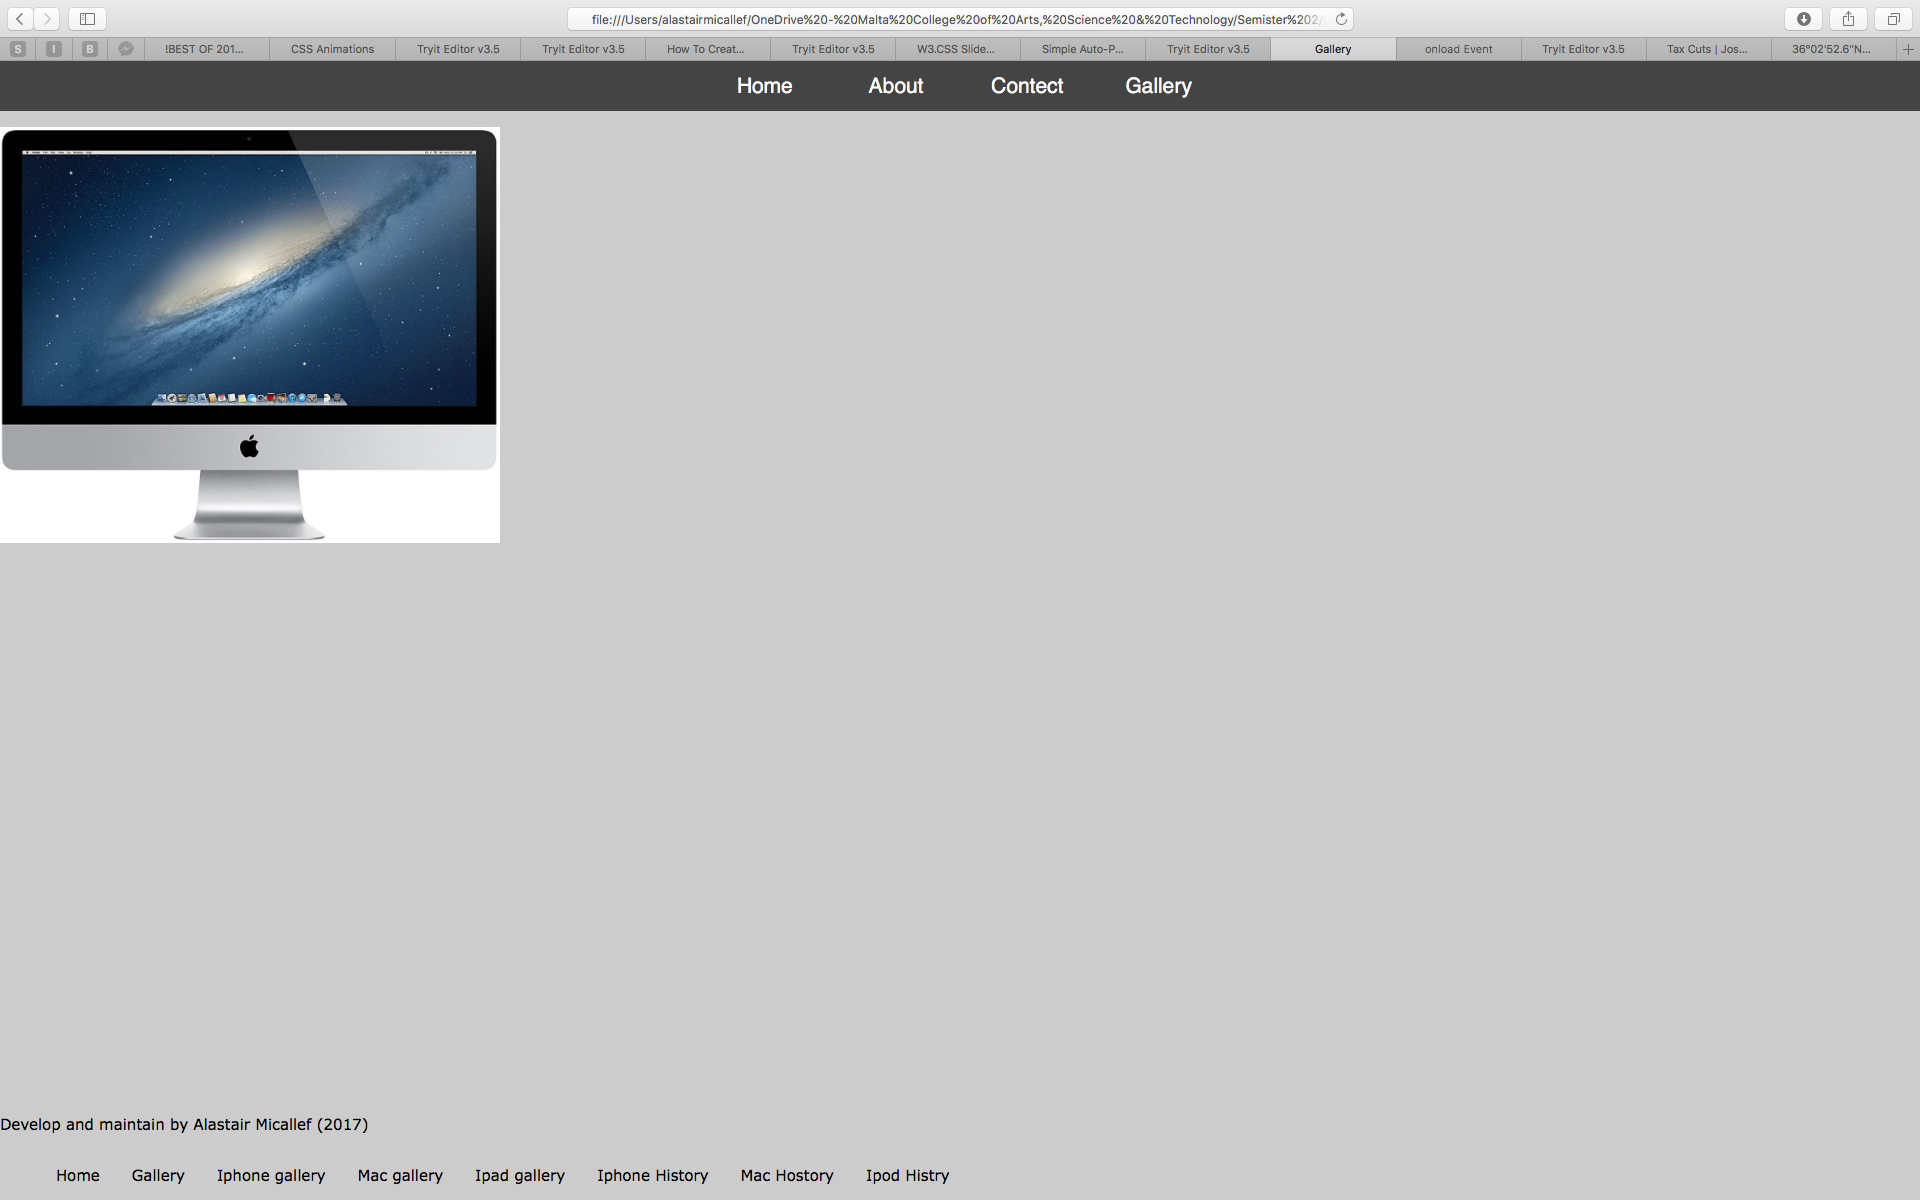 file:///Users/alastairmicallef/OneDrive%20-%20Malta%20College%20of%20Arts,%20Science%20&%20Technology/Semister%202/
S I B !BEST OF 201... CSS Animations Tryit Editor v3.5 Tryit Editor v3.5 How To Creat... Tryit Editor v3.5 W3.CSS Slide... Simple Auto-P... Tryit Editor v3.5 Gallery onload Event Tryit Editor v3.5 Tax Cuts | Jos... 36°02'52.6"N...
Home About Contect Gallery
Develop and maintain by Alastair Micallef (2017)
Home Gallery Iphone gallery Mac gallery Ipad gallery Iphone History Mac Hostory Ipod Histry